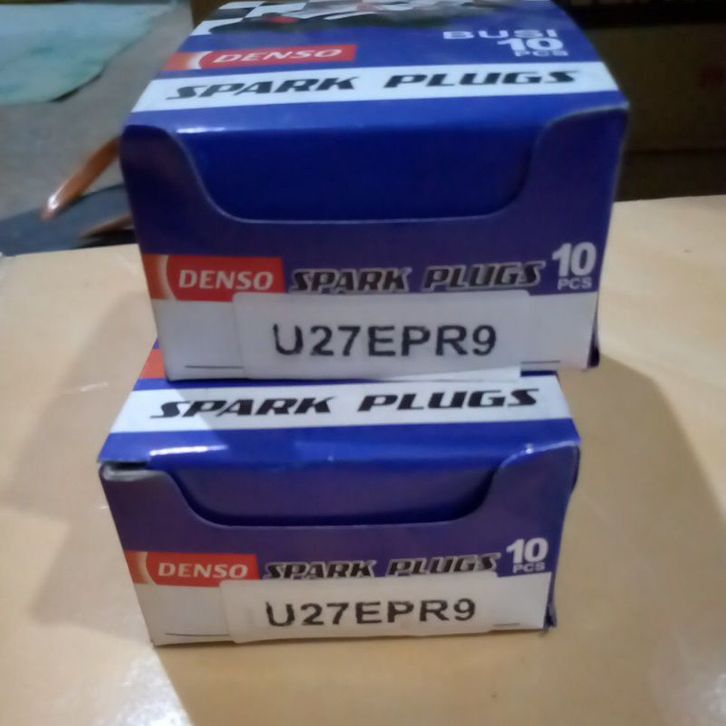 BUSI
10
PCS
DENSO
SPARK PLUGS
DENSO SPARK PLUGS 10
PCS
U27EPR9
SPARK PLUGS
DENSO SPARK PLUGS 10
PCS
U27EPR9